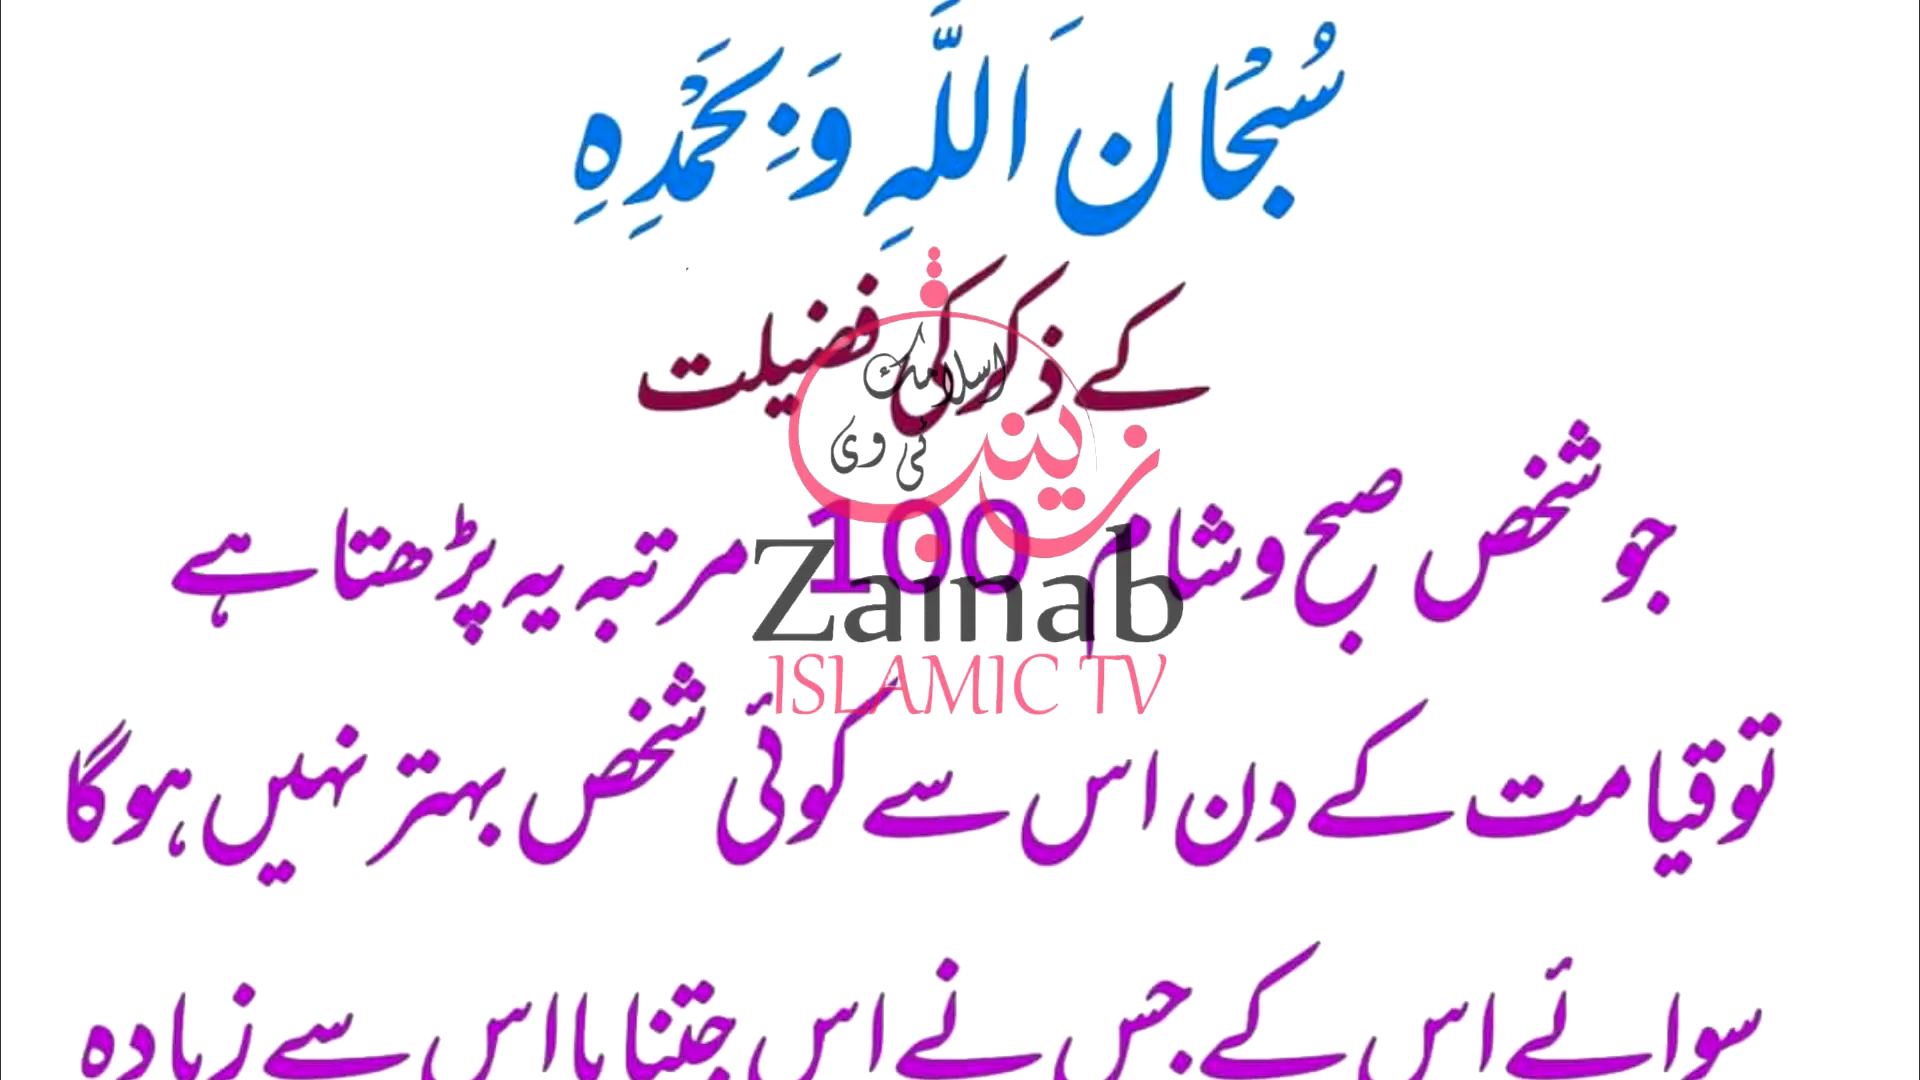 سُبْحَانَ اللَّهِ وَبِحَمْدِهِ
کے ذکر کی فضیلت
اسلامک
ٹی وی
زینب
جو شخص صبح و شام 100 مرتبہ یہ پڑھتا ہے
Zainab
ISLAMIC TV
تو قیامت کے دن اس سے کوئی شخص بہتر نہیں ہوگا
سوائے اس کے جس نے اس جتنا یا اس سے زیادہ